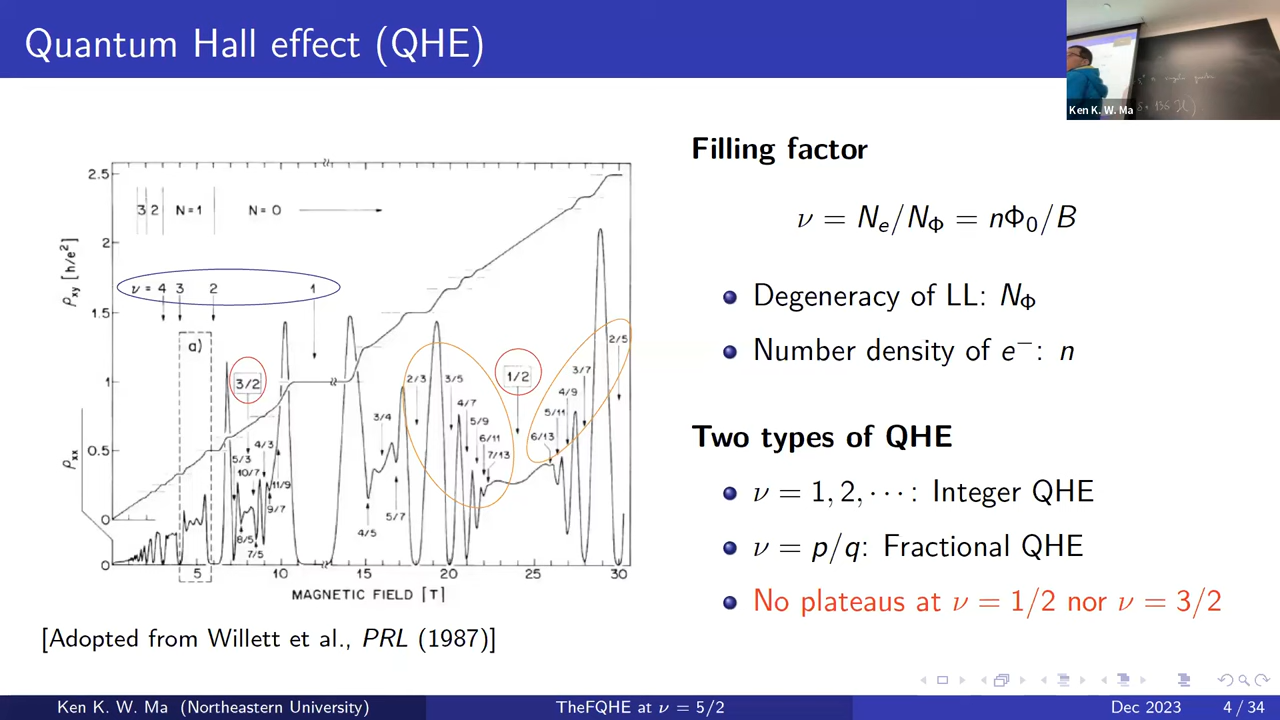 Quantum Hall effect (QHE)
Ken K. W. Ma
Filling factor
ν = Nₑ/N_Φ = nΦ₀/B
Degeneracy of LL: N_Φ
Number density of e⁻: n
Two types of QHE
ν = 1, 2, ⋯: Integer QHE
ν = p/q: Fractional QHE
No plateaus at ν = 1/2 nor ν = 3/2
2.5
3 2 N=1 N=0
2
ρxy [h/e²]
ν = 4 3 2 1
1.5
a)
2/5
1
3/2
2/3
3/5
1/2
3/7
4/9
4/7
3/4
5/9
5/11
6/11
6/13
7/13
0.5
ρxx
5/3
4/3
10/7
11/9
9/7
8/5
7/5
4/5
5/7
0
0
5 10 15 20 25 30
MAGNETIC FIELD [T]
[Adopted from Willett et al., PRL (1987)]
Ken K. W. Ma (Northeastern University)
TheFQHE at ν = 5/2
Dec 2023
4 / 34